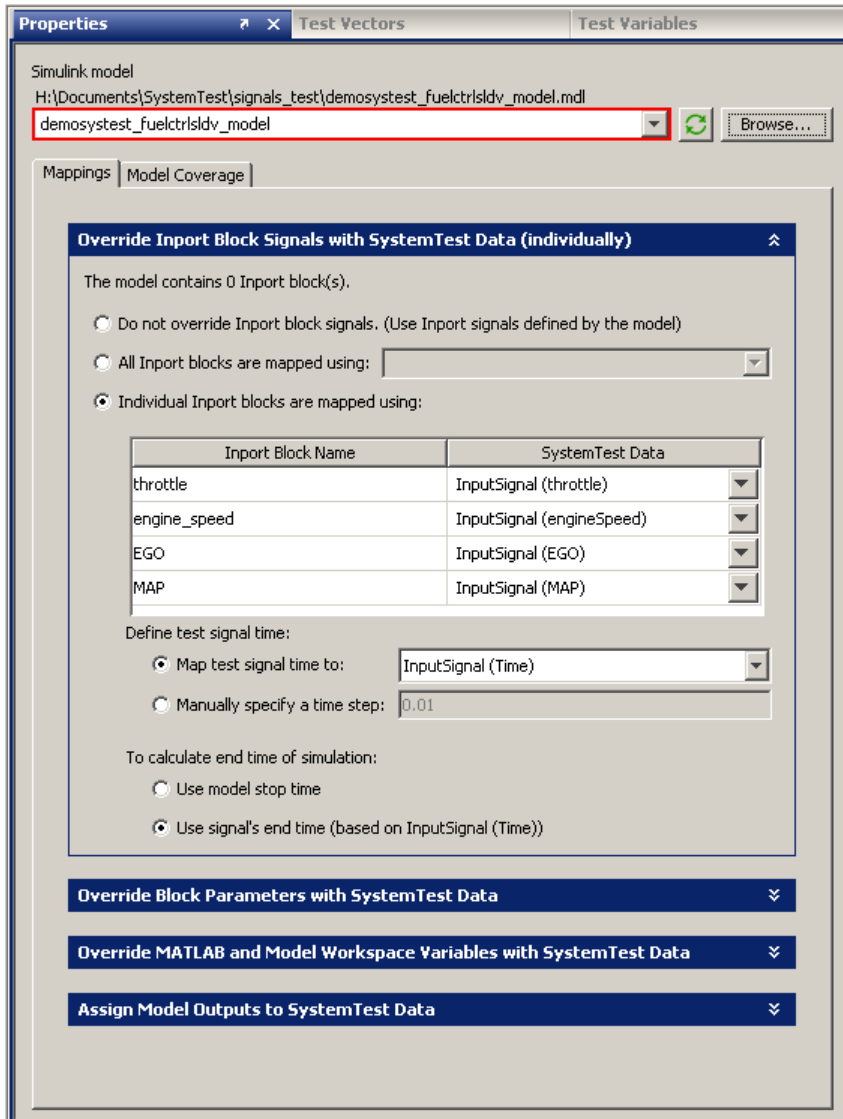 Properties Test Vectors Test Variables
Simulink model
H:\Documents\SystemTest\signals_test\demosystest_fuelctrlsldv_model.mdl
demosystest_fuelctrlsldv_model Browse...
Mappings Model Coverage
Override Inport Block Signals with SystemTest Data (individually)
The model contains 0 Inport block(s).
Do not override Inport block signals. (Use Inport signals defined by the model)
All Inport blocks are mapped using:
Individual Inport blocks are mapped using:
Inport Block Name SystemTest Data
throttle InputSignal (throttle)
engine_speed InputSignal (engineSpeed)
EGO InputSignal (EGO)
MAP InputSignal (MAP)
Define test signal time:
Map test signal time to: InputSignal (Time)
Manually specify a time step: 0.01
To calculate end time of simulation:
Use model stop time
Use signal's end time (based on InputSignal (Time))
Override Block Parameters with SystemTest Data
Override MATLAB and Model Workspace Variables with SystemTest Data
Assign Model Outputs to SystemTest Data